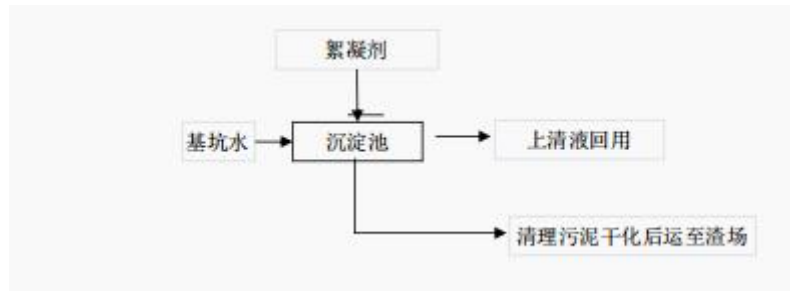 絮凝剂
基坑水
沉淀池
上清液回用
清理污泥干化后运至渣场